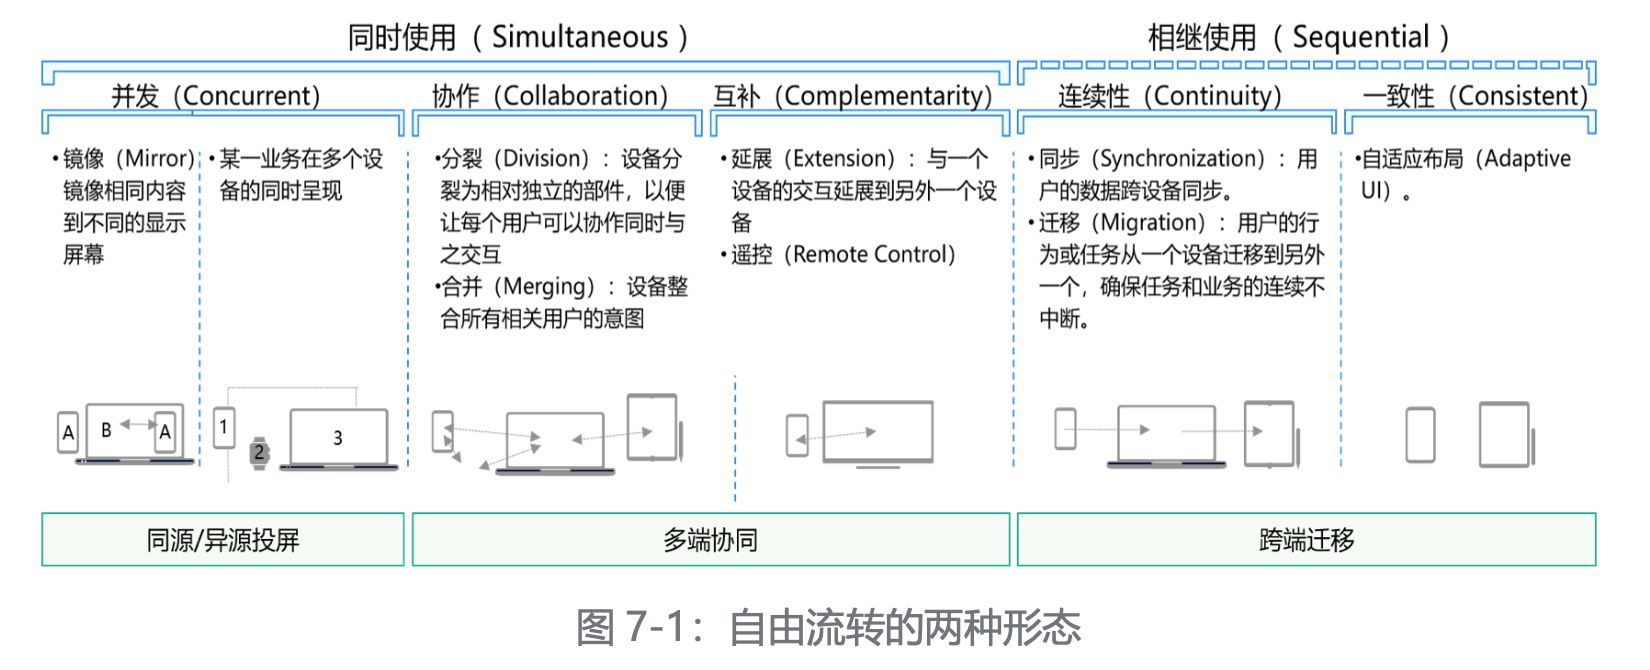 同时使用（ Simultaneous ）
相继使用（ Sequential ）
并发（Concurrent）
协作（Collaboration）
互补（Complementarity）
连续性（Continuity）
一致性（Consistent）
•镜像（Mirror）
镜像相同内容
到不同的显示
屏幕
•某一业务在多个设
备的同时呈现
•分裂（Division）：设备分
裂为相对独立的部件，以便
让每个用户可以协作同时与
之交互
•合并（Merging）：设备整
合所有相关用户的意图
•延展（Extension）：与一个
设备的交互延展到另外一个设
备
•遥控（Remote Control）
•同步（Synchronization）：用
户的数据跨设备同步。
•迁移（Migration）：用户的行
为或任务从一个设备迁移到另外
一个，确保任务和业务的连续不
中断。
•自适应布局（Adaptive
UI）。
A
B
A
1
2
3
同源/异源投屏
多端协同
跨端迁移
图 7-1：自由流转的两种形态